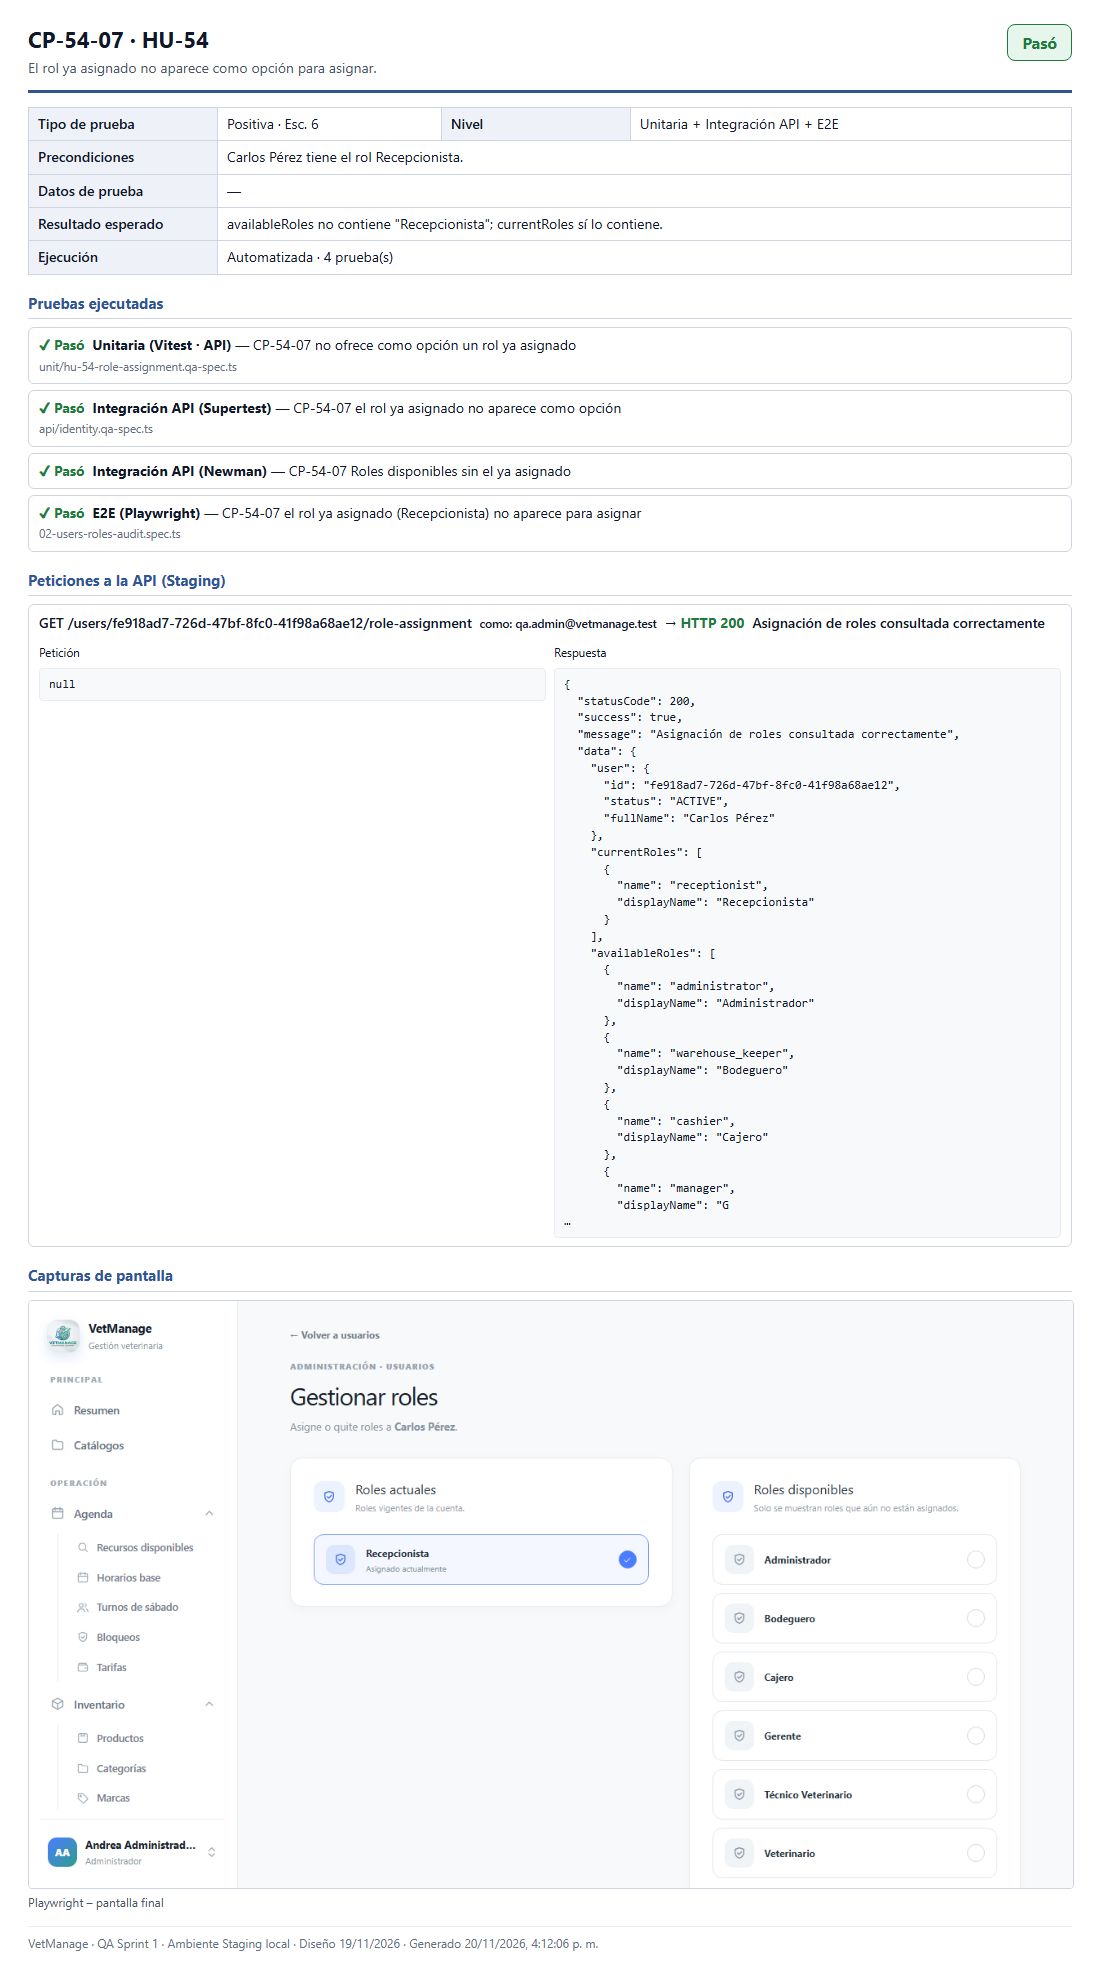 CP-54-07 · HU-54
Pasó
El rol ya asignado no aparece como opción para asignar.
Tipo de prueba Positiva · Esc. 6 Nivel Unitaria + Integración API + E2E
Precondiciones Carlos Pérez tiene el rol Recepcionista.
Datos de prueba —
Resultado esperado availableRoles no contiene "Recepcionista"; currentRoles sí lo contiene.
Ejecución Automatizada · 4 prueba(s)
Pruebas ejecutadas
✓ Pasó Unitaria (Vitest · API) — CP-54-07 no ofrece como opción un rol ya asignado
unit/hu-54-role-assignment.qa-spec.ts
✓ Pasó Integración API (Supertest) — CP-54-07 el rol ya asignado no aparece como opción
api/identity.qa-spec.ts
✓ Pasó Integración API (Newman) — CP-54-07 Roles disponibles sin el ya asignado
✓ Pasó E2E (Playwright) — CP-54-07 el rol ya asignado (Recepcionista) no aparece para asignar
02-users-roles-audit.spec.ts
Peticiones a la API (Staging)
GET /users/fe918ad7-726d-47bf-8fc0-41f98a68ae12/role-assignment como: qa.admin@vetmanage.test → HTTP 200 Asignación de roles consultada correctamente
Petición
null
Respuesta
{
"statusCode": 200,
"success": true,
"message": "Asignación de roles consultada correctamente",
"data": {
"user": {
"id": "fe918ad7-726d-47bf-8fc0-41f98a68ae12",
"status": "ACTIVE",
"fullName": "Carlos Pérez"
},
"currentRoles": [
{
"name": "receptionist",
"displayName": "Recepcionista"
}
],
"availableRoles": [
{
"name": "administrator",
"displayName": "Administrador"
},
{
"name": "warehouse_keeper",
"displayName": "Bodeguero"
},
{
"name": "cashier",
"displayName": "Cajero"
},
{
"name": "manager",
"displayName": "G
…
Capturas de pantalla
VETMANAGE
VetManage
Gestión veterinaria
PRINCIPAL
Resumen
Catálogos
OPERACIÓN
Agenda
Recursos disponibles
Horarios base
Turnos de sábado
Bloqueos
Tarifas
Inventario
Productos
Categorías
Marcas
AA
Andrea Administrad...
Administrador
← Volver a usuarios
ADMINISTRACIÓN · USUARIOS
Gestionar roles
Asigne o quite roles a Carlos Pérez.
Roles actuales
Roles vigentes de la cuenta.
Recepcionista
Asignado actualmente
Roles disponibles
Solo se muestran roles que aún no están asignados.
Administrador
Bodeguero
Cajero
Gerente
Técnico Veterinario
Veterinario
Playwright – pantalla final
VetManage · QA Sprint 1 · Ambiente Staging local · Diseño 19/11/2026 · Generado 20/11/2026, 4:12:06 p. m.